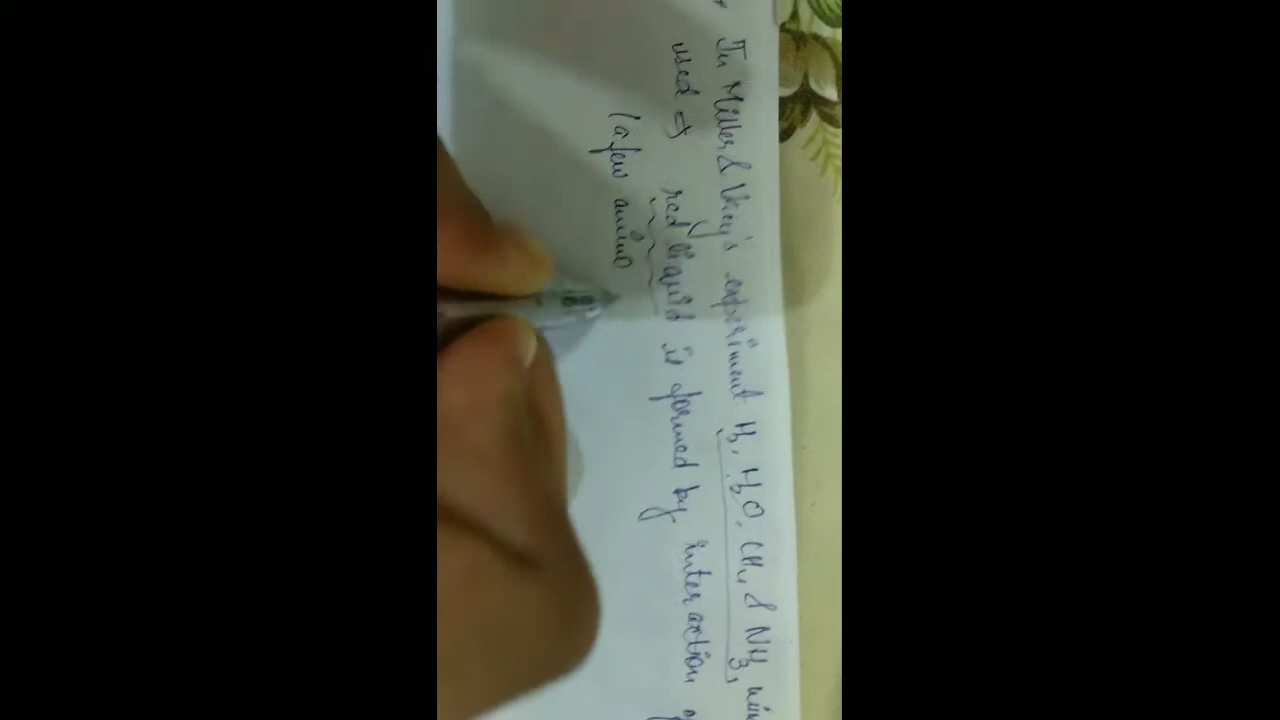 In Miller & Urey's experiment H₂, H₂O, CH₄ & NH₃,
used ⇒ red liquid is formed by interaction
(a few amino